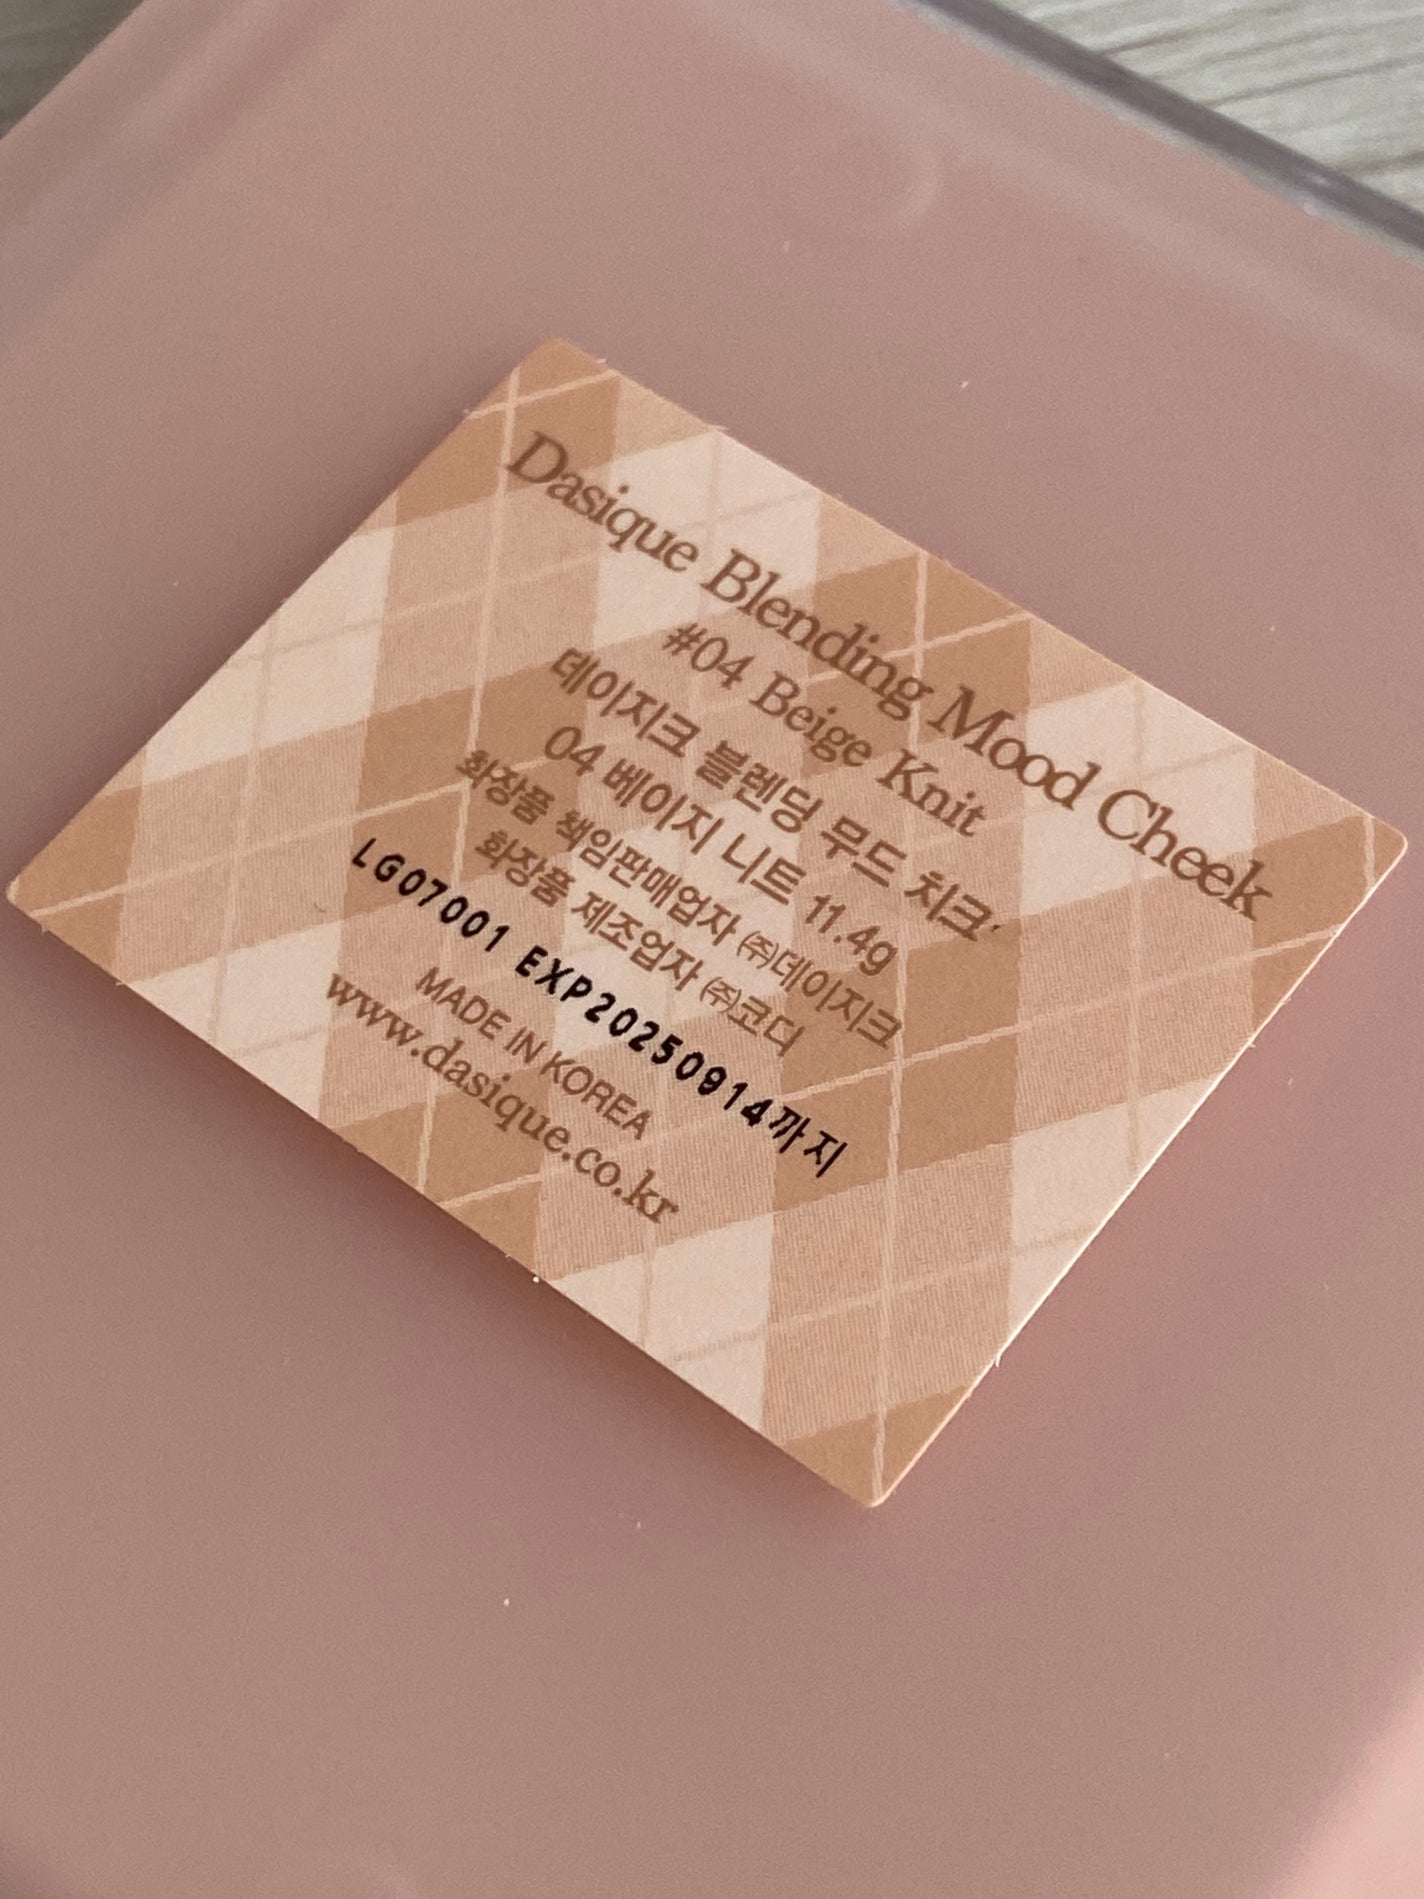 Dasique Blending Mood Cheek
#04 Beige Knit
데이지크 블렌딩 무드 치크
04 베이지 니트 11.4g
화장품 책임판매업자 ㈜데이지크
화장품 제조업자 ㈜코디
LG07001 EXP20250914까지
MADE IN KOREA
www.dasique.co.kr